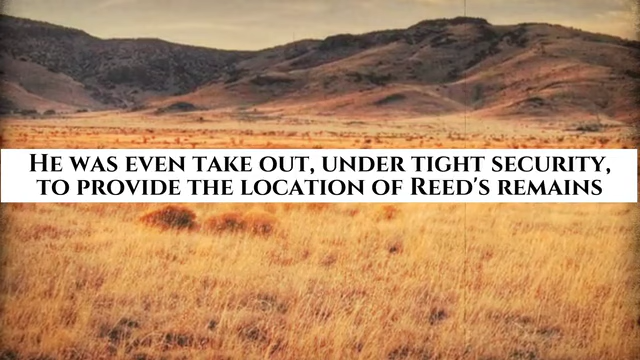 He was even take out, under tight security,
to provide the location of Reed's remains